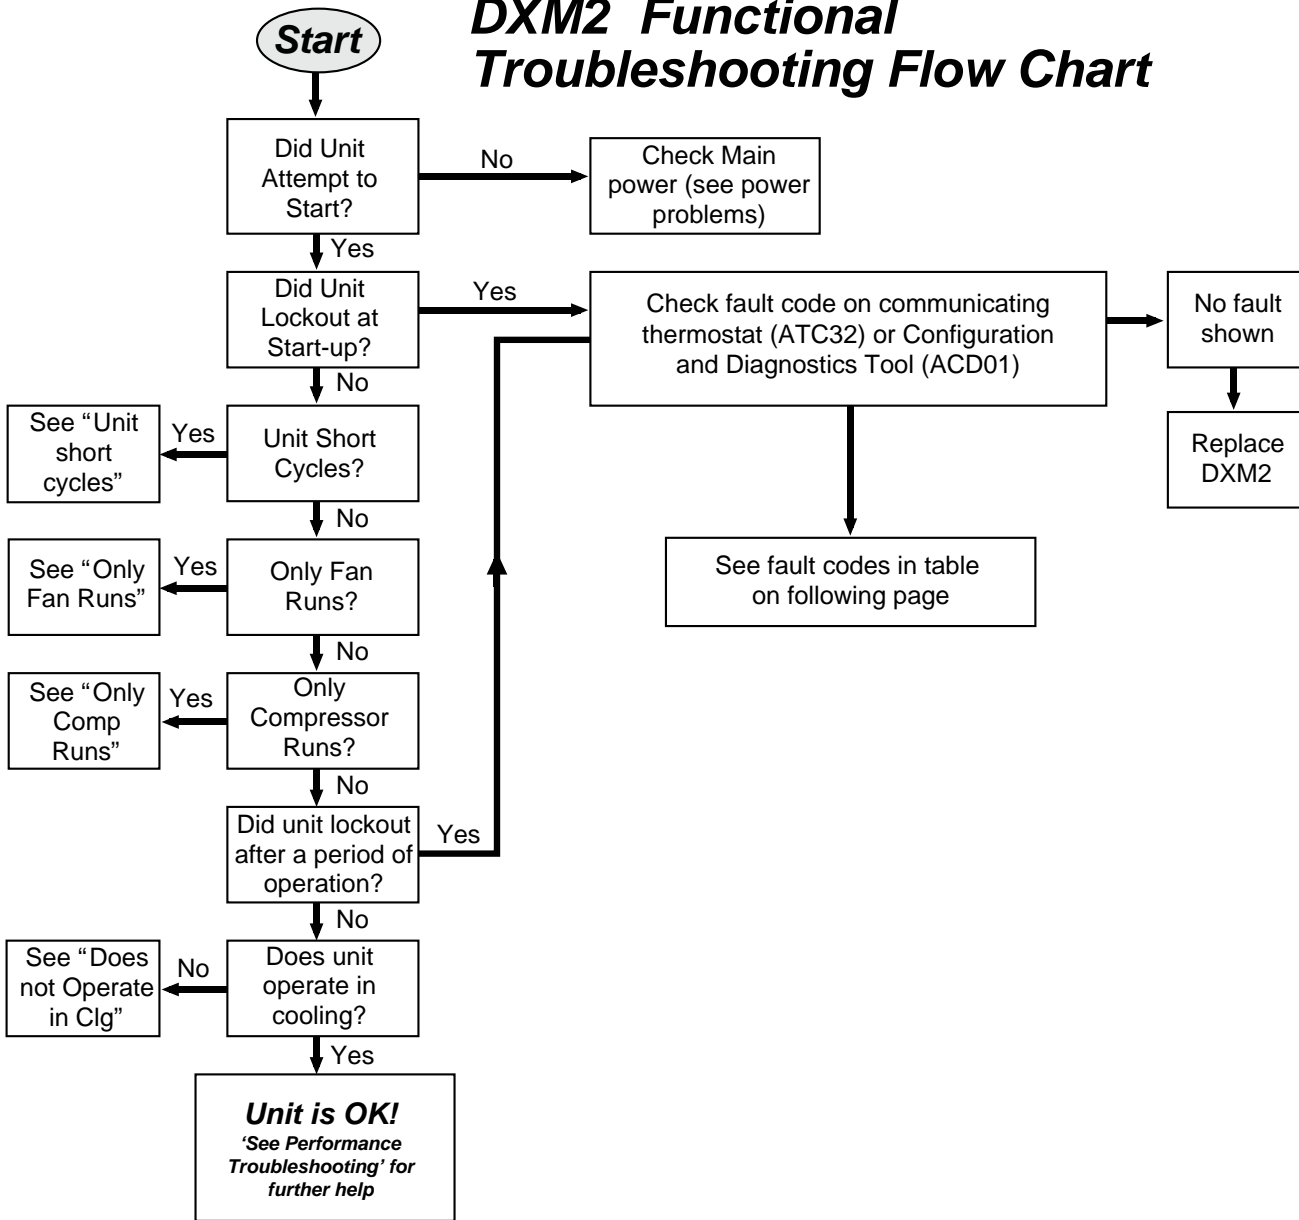 DXM2 Functional
Troubleshooting Flow Chart
Start
Did Unit
Attempt to
Start?
No
Check Main
power (see power
problems)
Yes
Did Unit
Lockout at
Start-up?
Yes
Check fault code on communicating
thermostat (ATC32) or Configuration
and Diagnostics Tool (ACD01)
No fault
shown
Replace
DXM2
See fault codes in table
on following page
No
Unit Short
Cycles?
Yes
See “Unit
short
cycles”
No
Only Fan
Runs?
Yes
See “Only
Fan Runs”
No
Only
Compressor
Runs?
Yes
See “Only
Comp
Runs”
No
Did unit lockout
after a period of
operation?
Yes
No
Does unit
operate in
cooling?
No
See “Does
not Operate
in Clg”
Yes
Unit is OK!
‘See Performance
Troubleshooting’ for
further help